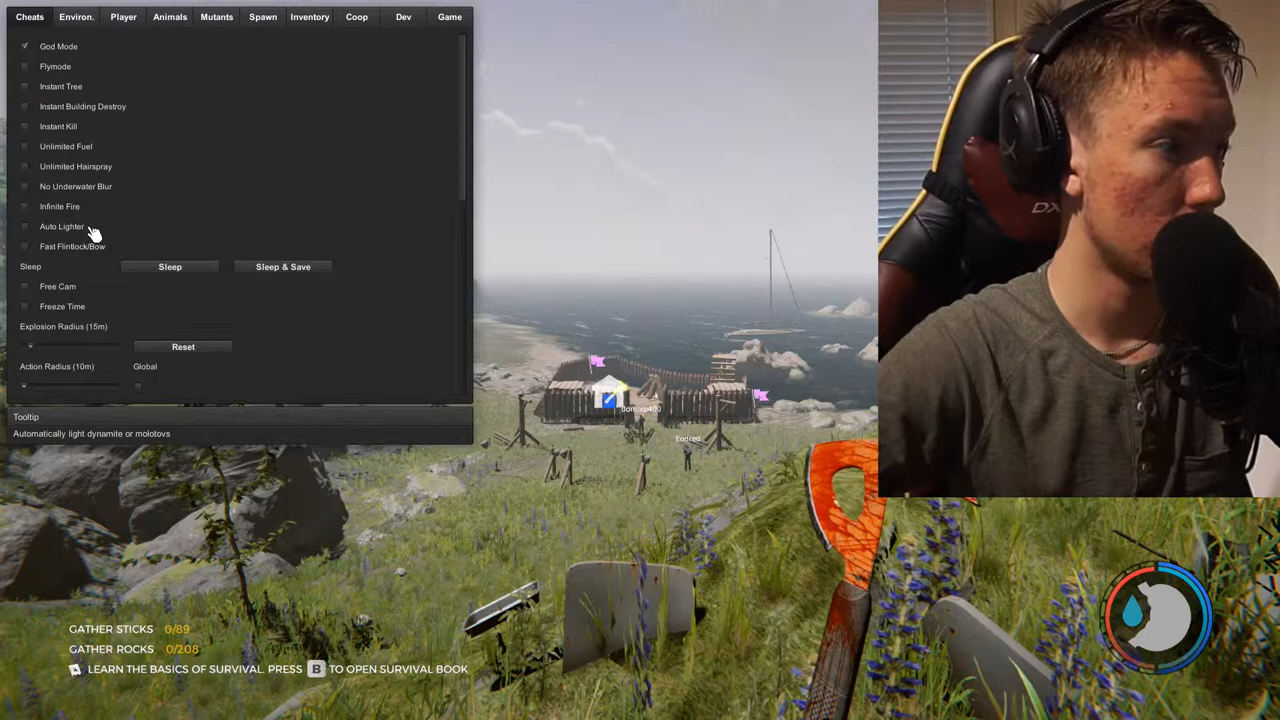 Cheats Environ. Player Animals Mutants Spawn Inventory Coop Dev Game
God Mode
Flymode
Instant Tree
Instant Building Destroy
Instant Kill
Unlimited Fuel
Unlimited Hairspray
No Underwater Blur
Infinite Fire
Auto Lighter
Fast Flintlock/Bow
Sleep Sleep Sleep & Save
Free Cam
Freeze Time
Explosion Radius (15m)
Reset
Action Radius (10m) Global
Tooltip
Automatically light dynamite or molotovs
domixp400
Eonred
DX
GATHER STICKS 0/89
GATHER ROCKS 0/208
LEARN THE BASICS OF SURVIVAL. PRESS B TO OPEN SURVIVAL BOOK